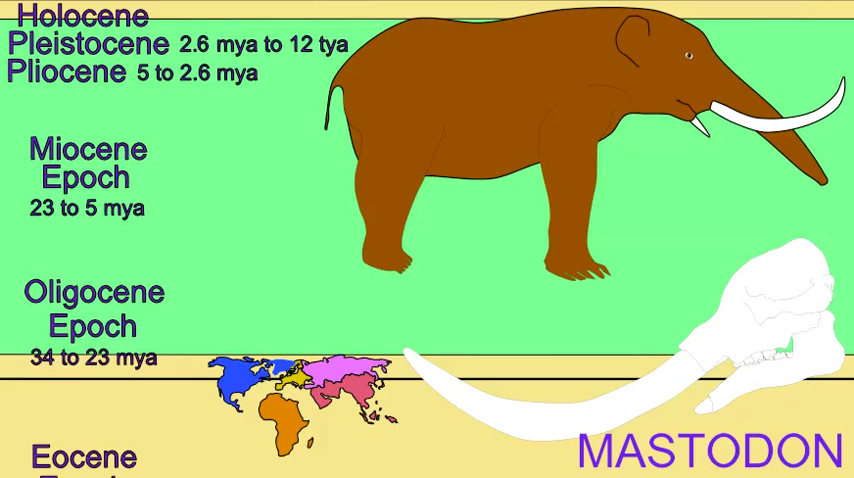 Holocene
Pleistocene 2.6 mya to 12 tya
Pliocene 5 to 2.6 mya
Miocene
Epoch
23 to 5 mya
Oligocene
Epoch
34 to 23 mya
Eocene
MASTODON